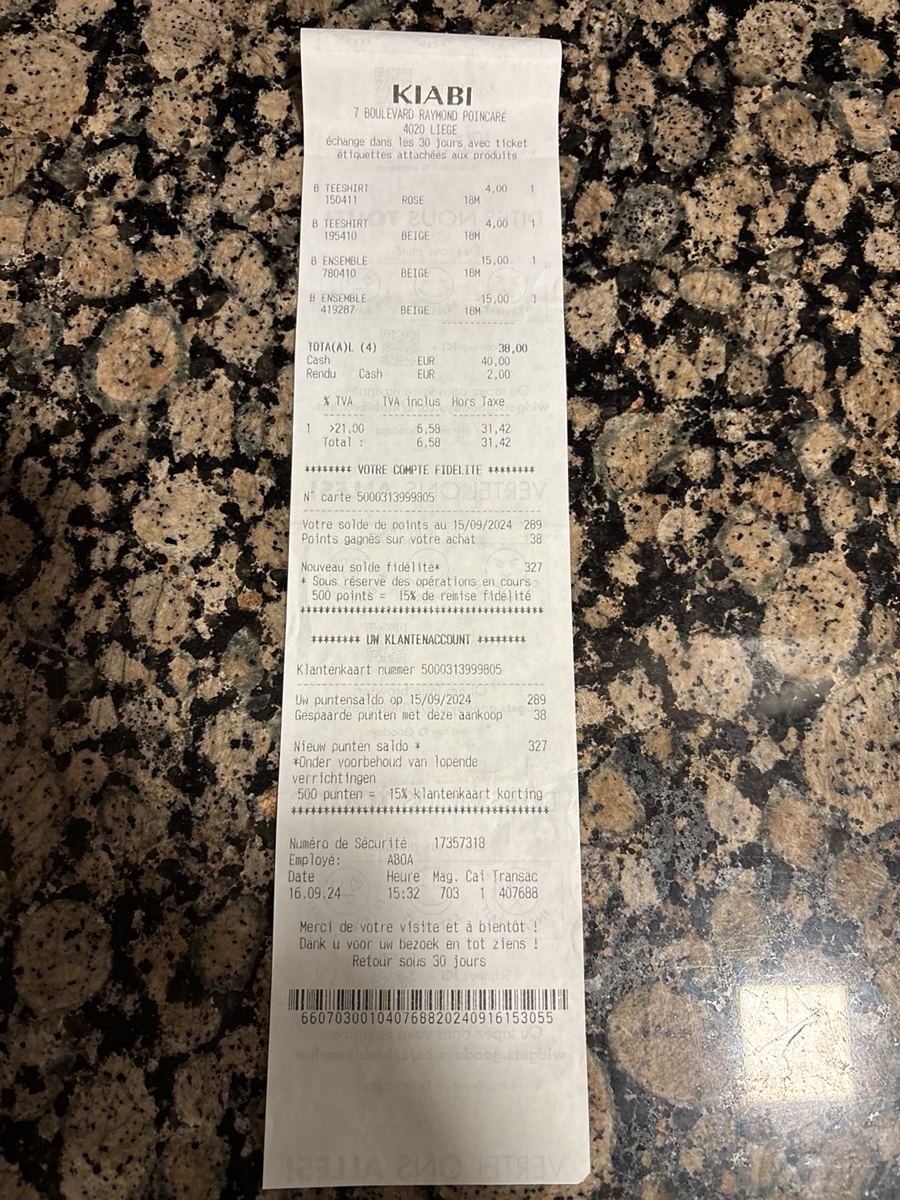 KIABI
7 BOULEVARD RAYMOND POINCARÉ
4020 LIEGE
échange dans les 30 jours avec ticket
étiquettes attachées aux produits
B TEESHIRT 4,00 1
150411 ROSE 18M
B TEESHIRT 4,00 1
195410 BEIGE 18M
B ENSEMBLE 15,00 1
780410 BEIGE 18M
B ENSEMBLE 15,00 1
419287 BEIGE 18M
------------
TOTA(A)L (4) 38,00
Cash EUR 40,00
Rendu Cash EUR 2,00
% TVA TVA inclus Hors Taxe
------------------------------
1 >21.00 6,58 31,42
Total : 6,58 31,42
******** VOTRE COMPTE FIDELITE ********
N° carte 5000313999805
----------------------------------------
Votre solde de points au 15/09/2024 289
Points gagnés sur votre achat 38
Nouveau solde fidélité* 327
* Sous réserve des opérations en cours
500 points = 15% de remise fidélité
****************************************
******** UW KLANTENACCOUNT ********
Klantenkaart nummer 5000313999805
----------------------------------------
Uw puntensaldo op 15/09/2024 289
Gespaarde punten met deze aankoop 38
Nieuw punten saldo * 327
*Onder voorbehoud van lopende
verrichtingen
500 punten = 15% klantenkaart korting
****************************************
Numéro de Sécurité 17357318
Employé: ABOA
Date Heure Mag. Cai Transac
16.09.24 15:32 703 1 407688
Merci de votre visite et à bientôt !
Dank u voor uw bezoek en tot ziens !
Retour sous 30 jours
66070300104076882024091615​3055